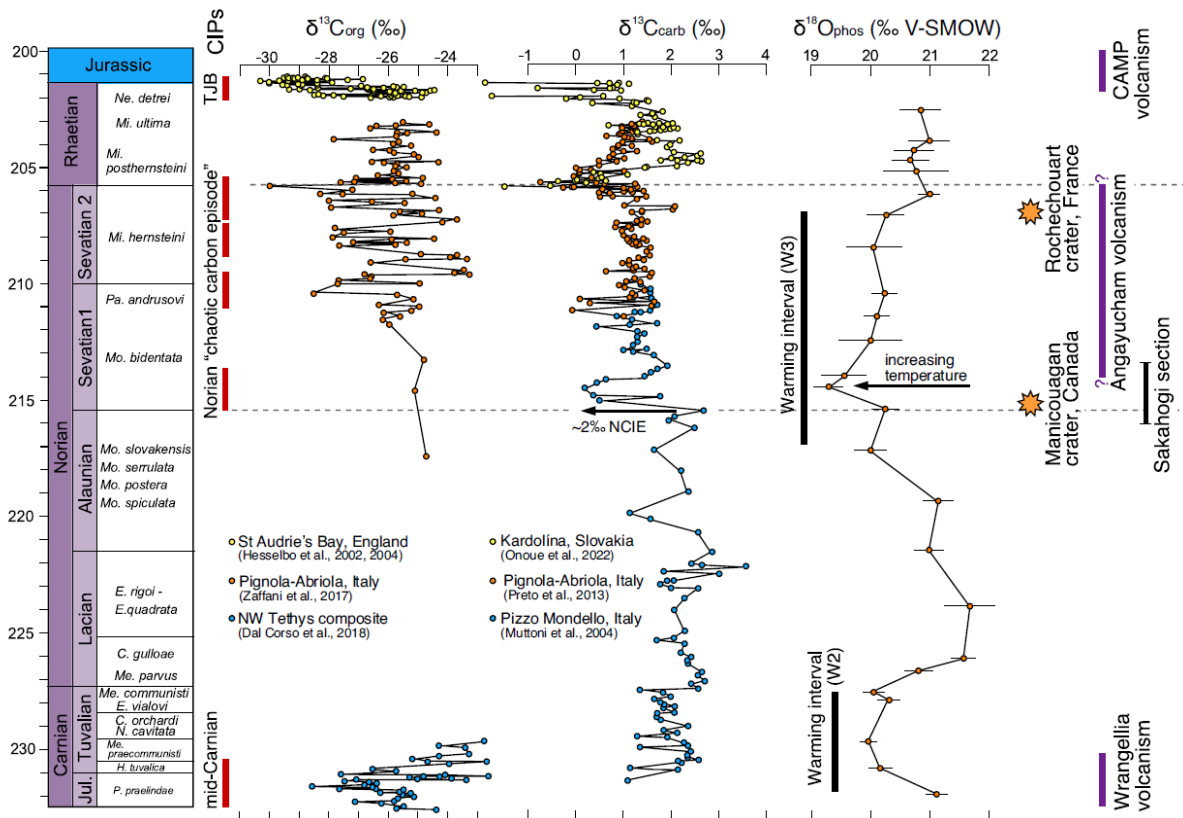 δ13Corg (‰)
δ13Ccarb (‰)
δ18Ophos (‰ V-SMOW)
CIPs
-30 -28 -26 -24
-1 0 1 2 3 4
19 20 21 22
200
205
210
215
220
225
230
Jurassic
Rhaetian
Norian
Carnian
Sevatian 2
Sevatian1
Alaunian
Lacian
Tuvalian
Jul.
Ne. detrei
Mi. ultima
Mi.
posthernsteini
Mi. hernsteini
Pa. andrusovi
Mo. bidentata
Mo. slovakensis
Mo. serrulata
Mo. postera
Mo. spiculata
E. rigoi -
E.quadrata
C. gulloae
Me. parvus
Me. communisti
E. vialovi
C. orchardi
N. cavitata
Me.
praecommunisti
H. tuvalica
P. praelindae
TJB
Norian "chaotic carbon episode"
mid-Carnian
~2‰ NCIE
St Audrie's Bay, England
(Hesselbo et al., 2002, 2004)
Pignola-Abriola, Italy
(Zaffani et al., 2017)
NW Tethys composite
(Dal Corso et al., 2018)
Kardolína, Slovakia
(Onoue et al., 2022)
Pignola-Abriola, Italy
(Preto et al., 2013)
Pizzo Mondello, Italy
(Muttoni et al., 2004)
Warming interval (W3)
increasing
temperature
Warming interval
(W2)
Rochechouart
crater, France
Manicouagan
crater, Canada
CAMP
volcanism
?
Angayucham volcanism
?
Sakahogi section
Wrangellia
volcanism